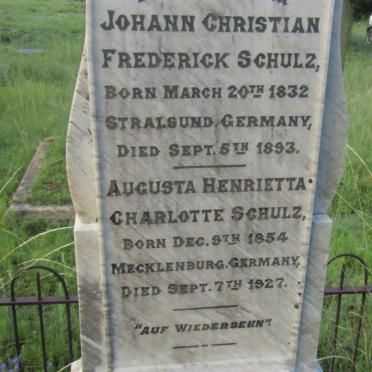 JOHANN CHRISTIAN
FREDERICK SCHULZ,
BORN MARCH 20TH 1832
STRALSUND, GERMANY,
DIED SEPT. 5TH 1893.
AUGUSTA HENRIETTA
CHARLOTTE SCHULZ,
BORN DEC. 9TH 1854
MECKLENBURG, GERMANY,
DIED SEPT. 7TH 1927.
"AUF WIEDERSEHN".